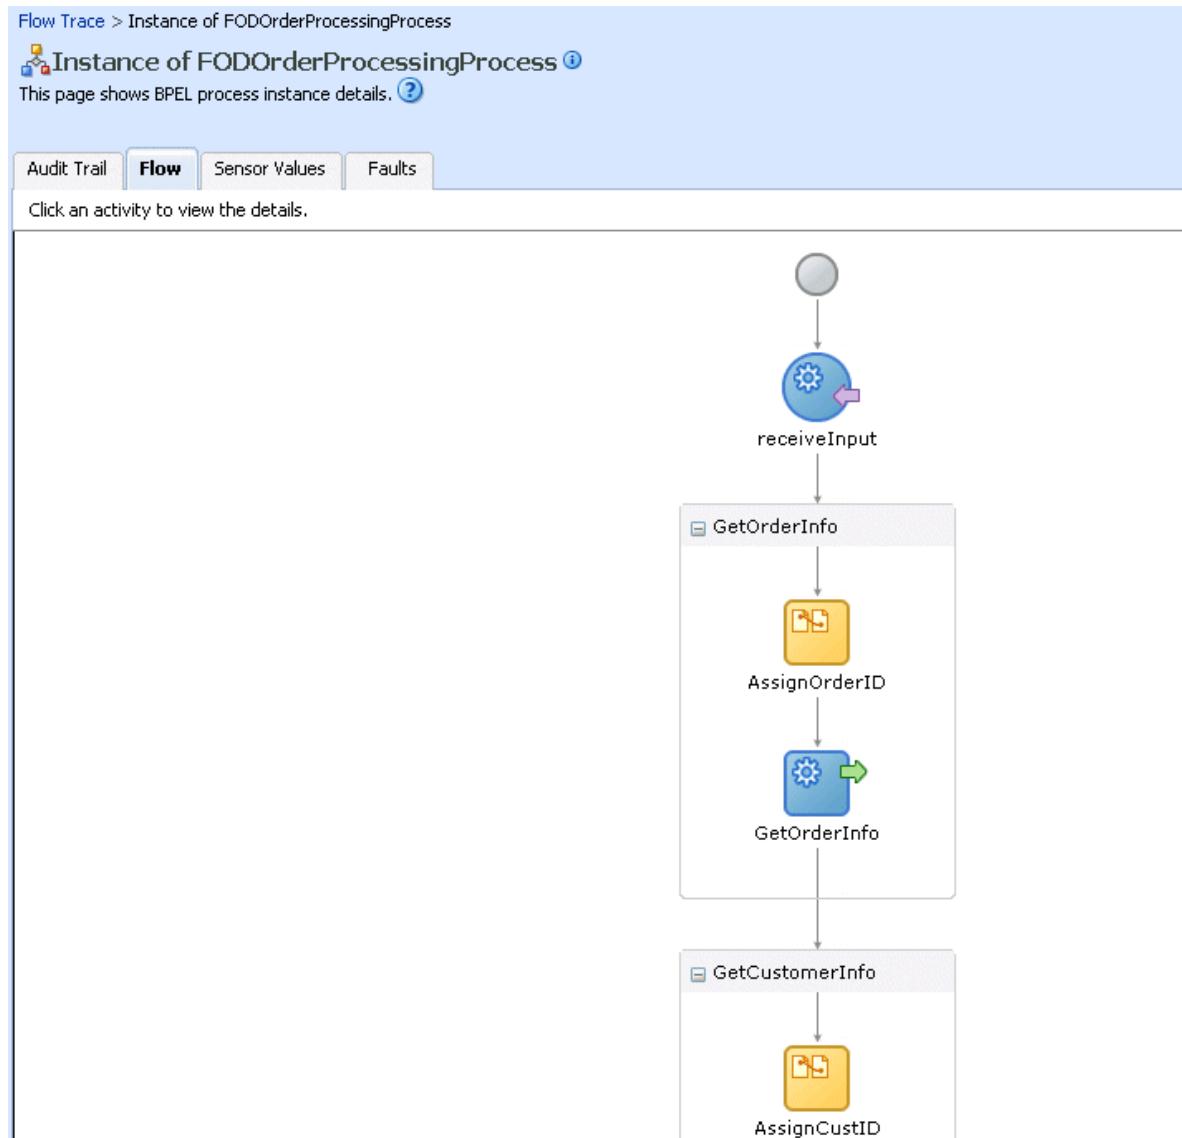 Flow Trace > Instance of FODOrderProcessingProcess
Instance of FODOrderProcessingProcess
This page shows BPEL process instance details.
Audit Trail Flow Sensor Values Faults
Click an activity to view the details.
receiveInput
GetOrderInfo
AssignOrderID
GetOrderInfo
GetCustomerInfo
AssignCustID